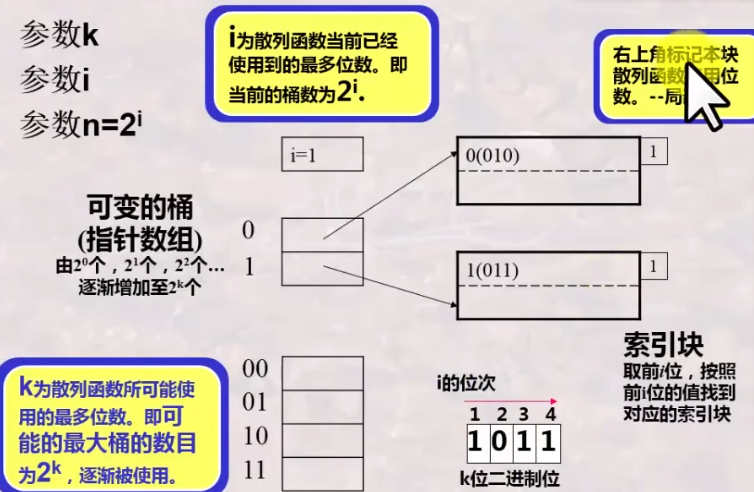 参数k
参数i
参数n=2ⁱ
i为散列函数当前已经
使用到的最多位数。即
当前的桶数为2ⁱ.
右上角标记本块
散列函数 用位
数。--局
i=1
0(010)
1
可变的桶
(指针数组)
由2⁰个，2¹个，2²个...
逐渐增加至2ᵏ个
0
1
1(011)
1
索引块
取前i位，按照
前i位的值找到
对应的索引块
k为散列函数所可能使
用的最多位数。即可
能的最大桶的数目
为2ᵏ，逐渐被使用。
00
01
10
11
i的位次
1 2 3 4
1 0 1 1
k位二进制位